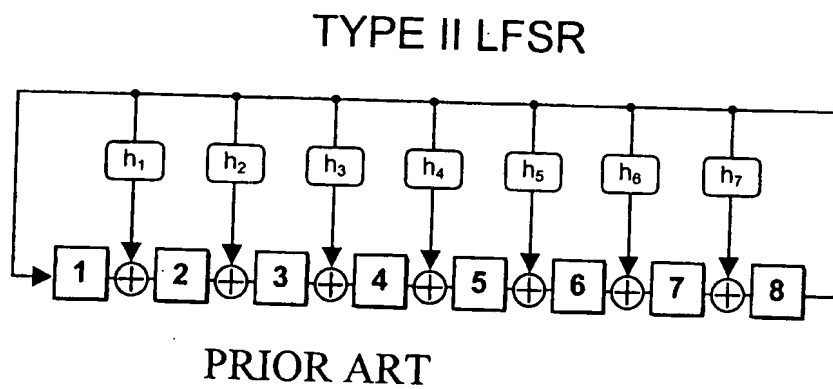 TYPE II LFSR
h₁ h₂ h₃ h₄ h₅ h₆ h₇
1 2 3 4 5 6 7 8
PRIOR ART